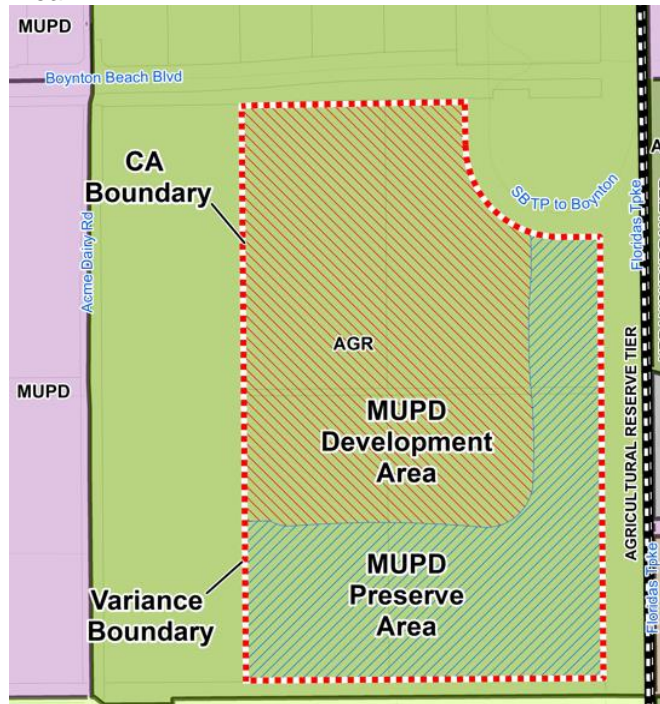 MUPD
Boynton Beach Blvd
CA
Boundary
SBTP to Boynton
Floridas Tpke
Acme Dairy Rd
AGR
MUPD
MUPD
Development
Area
AGRICULTURAL RESERVE TIER
MUPD
Preserve
Area
Variance
Boundary
Floridas Tpke